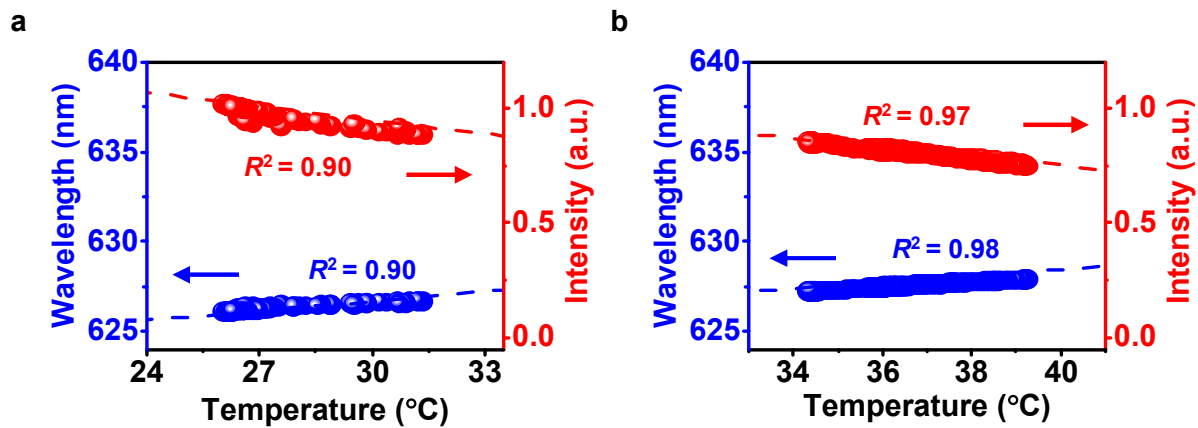 a
b
640
635
630
625
Wavelength (nm)
R² = 0.90
R² = 0.90
1.0
0.5
0.0
Intensity (a.u.)
24
27
30
33
Temperature (°C)
640
635
630
625
Wavelength (nm)
R² = 0.97
R² = 0.98
1.0
0.5
0.0
Intensity (a.u.)
34
36
38
40
Temperature (°C)